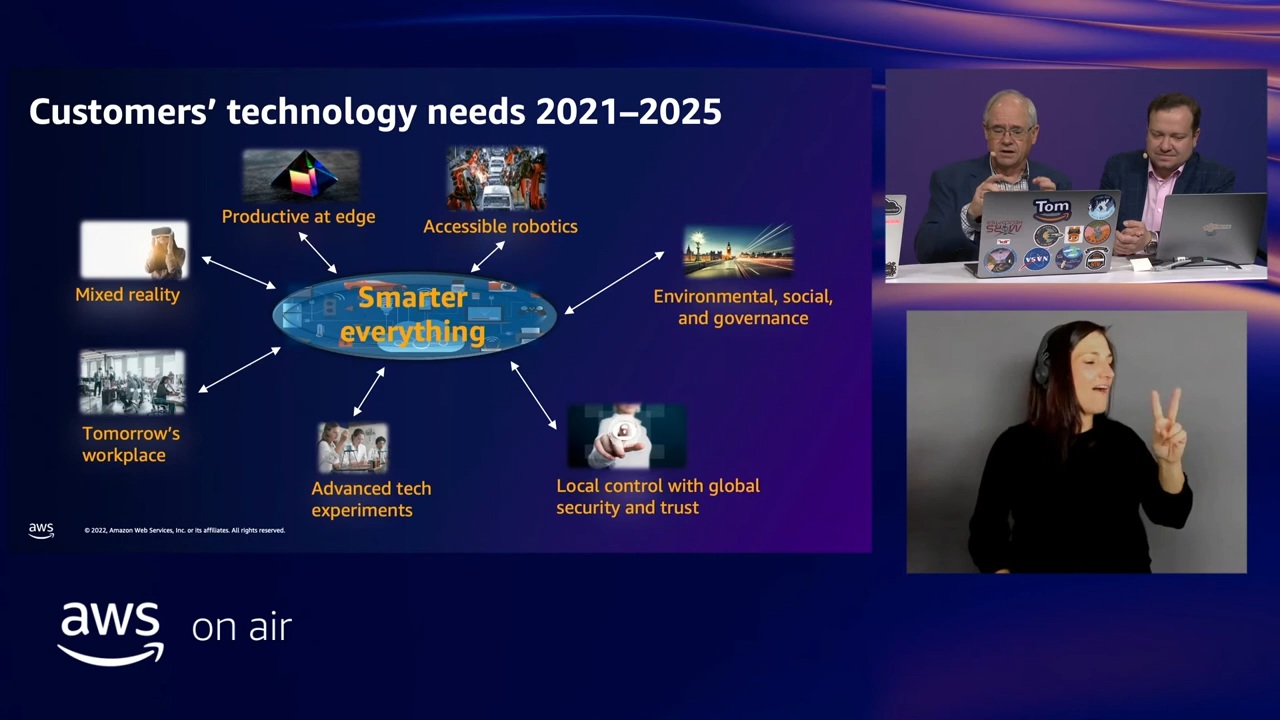 Customers’ technology needs 2021–2025
Productive at edge
Accessible robotics
Mixed reality
Smarter
everything
Environmental, social,
and governance
Tomorrow’s
workplace
Advanced tech
experiments
Local control with global
security and trust
aws
© 2022, Amazon Web Services, Inc. or its affiliates. All rights reserved.
Tom
NASA
aws on air